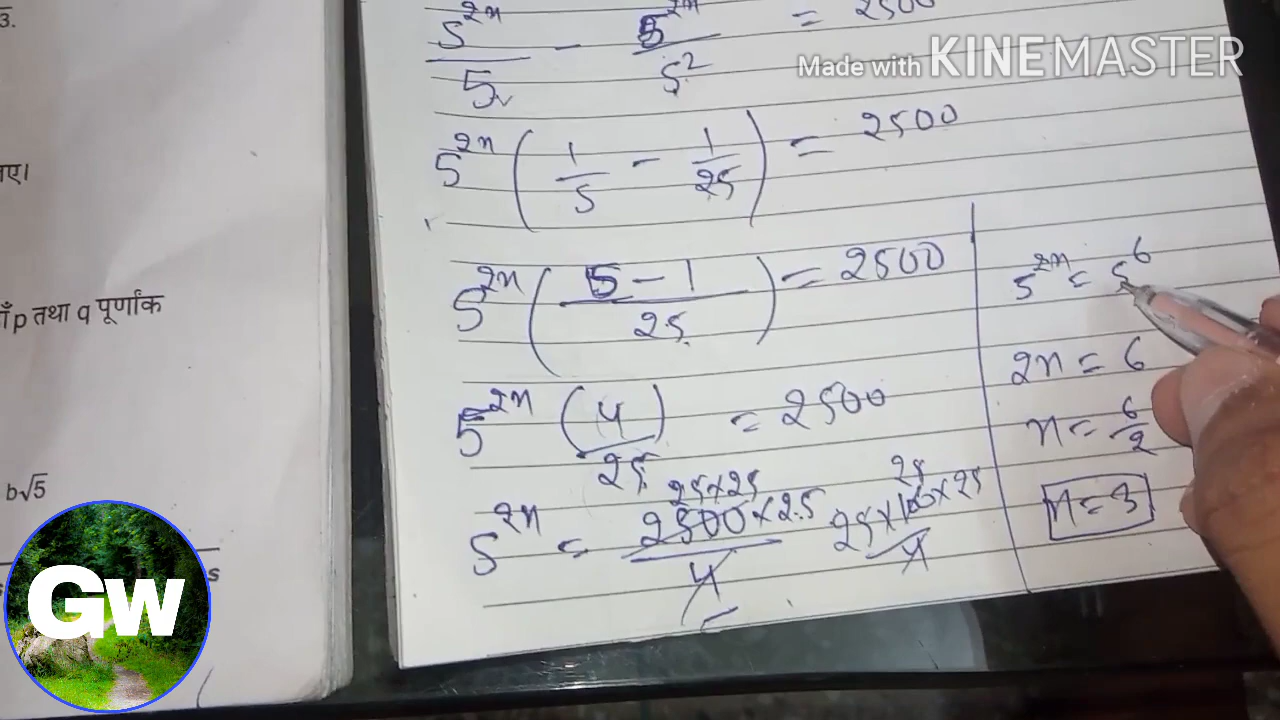 3.
5^2n/5 - 5^2n/5^2 = 2500
Made with KINEMASTER
5^2n (1/5 - 1/25) = 2500
5^2n (5-1/25) = 2500
5^2n (4/25) = 2500
25×25
5^2n = 2500×25/4
25
25×100×25/4
5^2n = 5^6
2n = 6
n = 6/2
n = 3
p तथा q पूर्णांक
b√5
GW
s